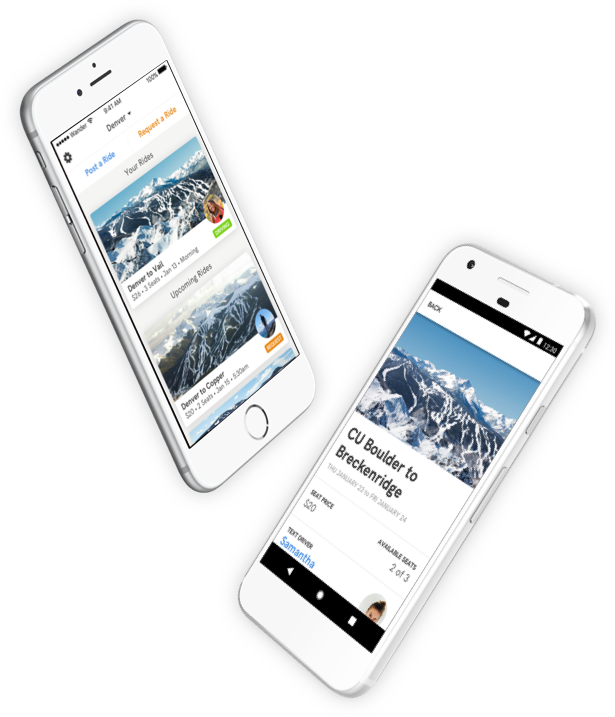 Wander
9:41 AM
100%
Denver
Post a Ride
Request a Ride
Your Rides
Denver to Vail
$26 • 3 Seats • Jan 13 • Morning
DRIVING
Upcoming Rides
Denver to Copper
$20 • 2 Seats • Jan 15 • 6:30am
REQUEST
12:30
BACK
CU Boulder to
Breckenridge
THU JANUARY 23 to FRI JANUARY 24
SEAT PRICE
$20
AVAILABLE SEATS
2 of 3
TEXT DRIVER
Samantha